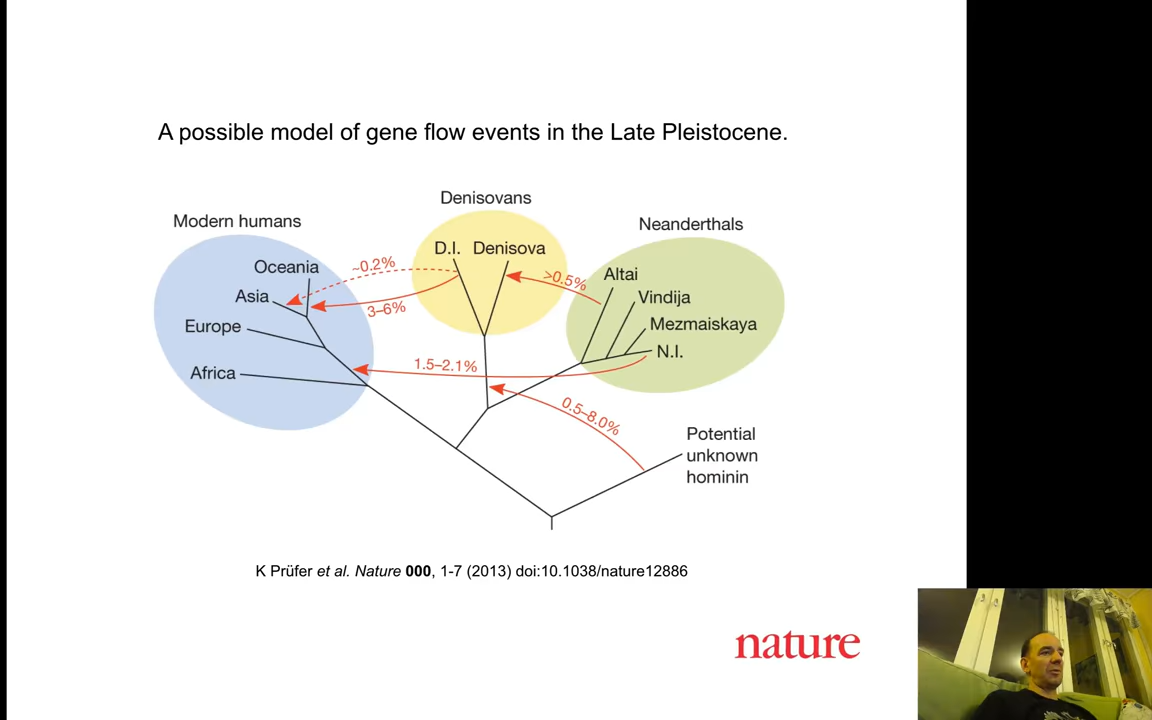 A possible model of gene flow events in the Late Pleistocene.
Denisovans
Modern humans
Neanderthals
D.I. Denisova
Oceania
~0.2%
>0.5%
Altai
Asia
3–6%
Vindija
Europe
Mezmaiskaya
1.5–2.1%
N.I.
Africa
0.5–8.0%
Potential
unknown
hominin
K Prüfer et al. Nature 000, 1-7 (2013) doi:10.1038/nature12886
nature